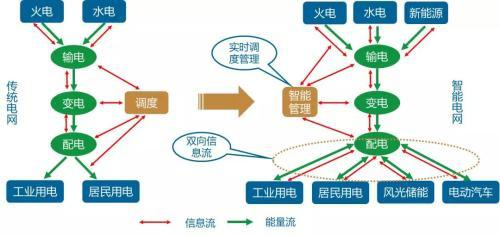 火电
水电
输电
变电
配电
调度
工业用电
居民用电
传统电网
实时调
度管理
双向信
息流
火电
水电
新能源
输电
智能
管理
变电
配电
工业用电
居民用电
风光储能
电动汽车
智能电网
信息流
能量流